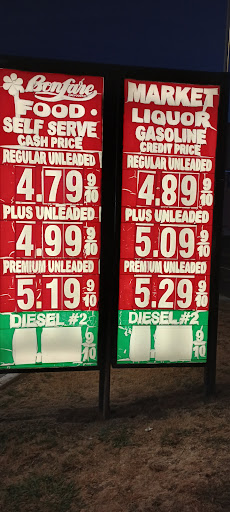 Bonfare
FOOD •
SELF SERVE
CASH PRICE
REGULAR UNLEADED
4.79 9/10
PLUS UNLEADED
4.99 9/10
PREMIUM UNLEADED
5.19 9/10
DIESEL #2
9/10
MARKET
LIQUOR
GASOLINE
CREDIT PRICE
REGULAR UNLEADED
4.89 9/10
PLUS UNLEADED
5.09 9/10
PREMIUM UNLEADED
5.29 9/10
DIESEL #2
9/10